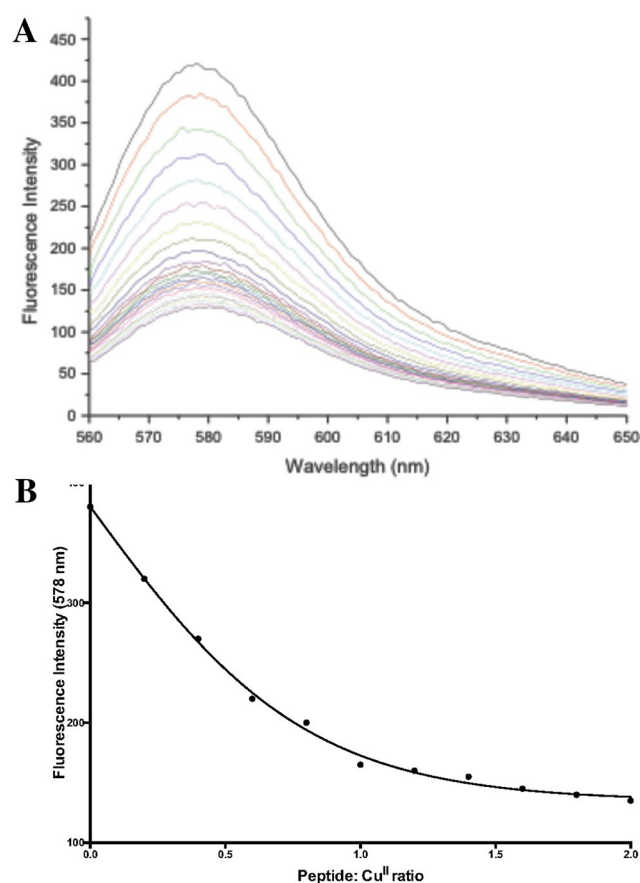 A
450
400
350
300
250
200
150
100
50
0
Fluorescence Intensity
560 570 580 590 600 610 620 630 640 650
Wavelength (nm)
B
300
200
100
Fluorescence Intensity (578 nm)
0.0 0.5 1.0 1.5 2.0
Peptide: Cuᴵᴵ ratio